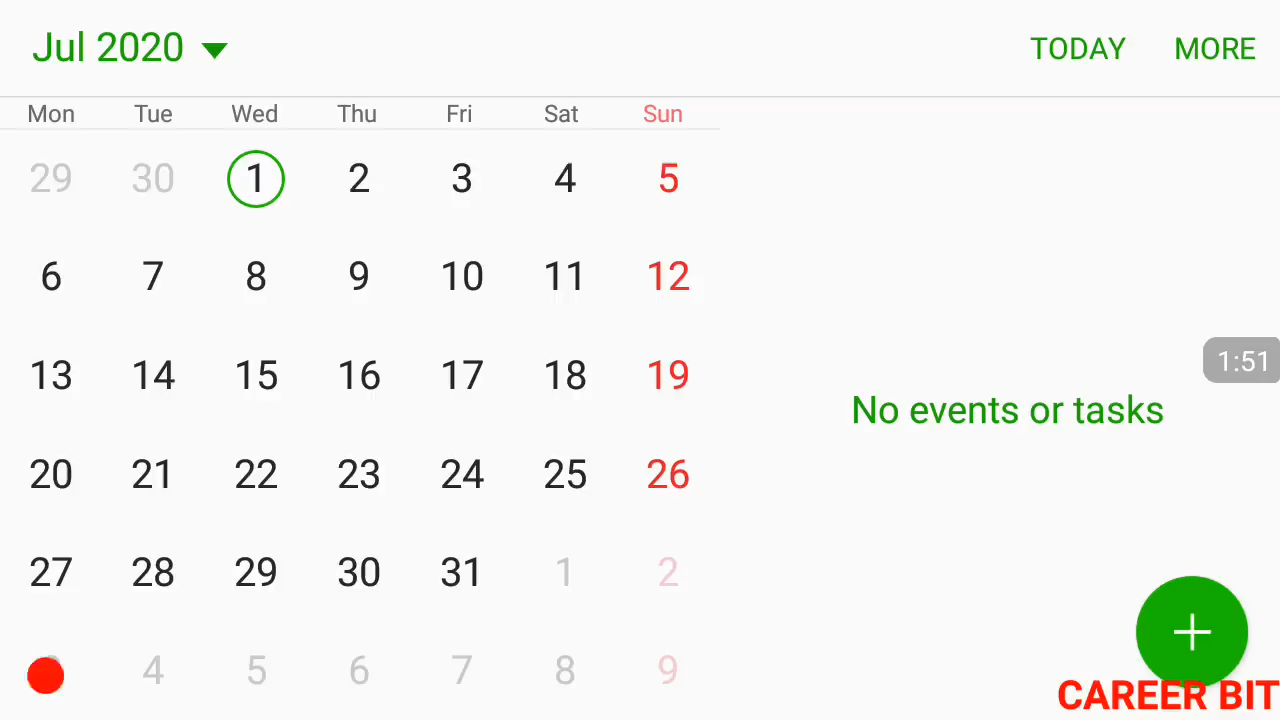 Jul 2020
TODAY MORE
Mon Tue Wed Thu Fri Sat Sun
29 30 1 2 3 4 5
6 7 8 9 10 11 12
13 14 15 16 17 18 19
1:51
No events or tasks
20 21 22 23 24 25 26
27 28 29 30 31 1 2
+
4 5 6 7 8 9
CAREER BIT